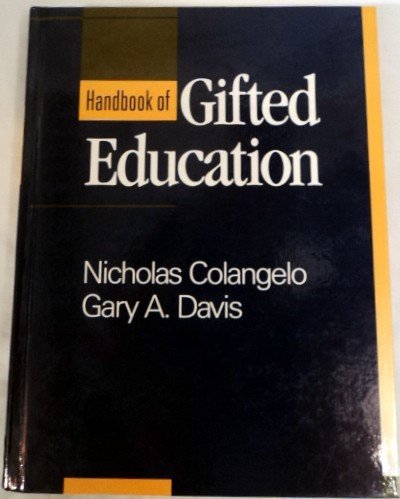 Handbook of Gifted
Education
Nicholas Colangelo
Gary A. Davis